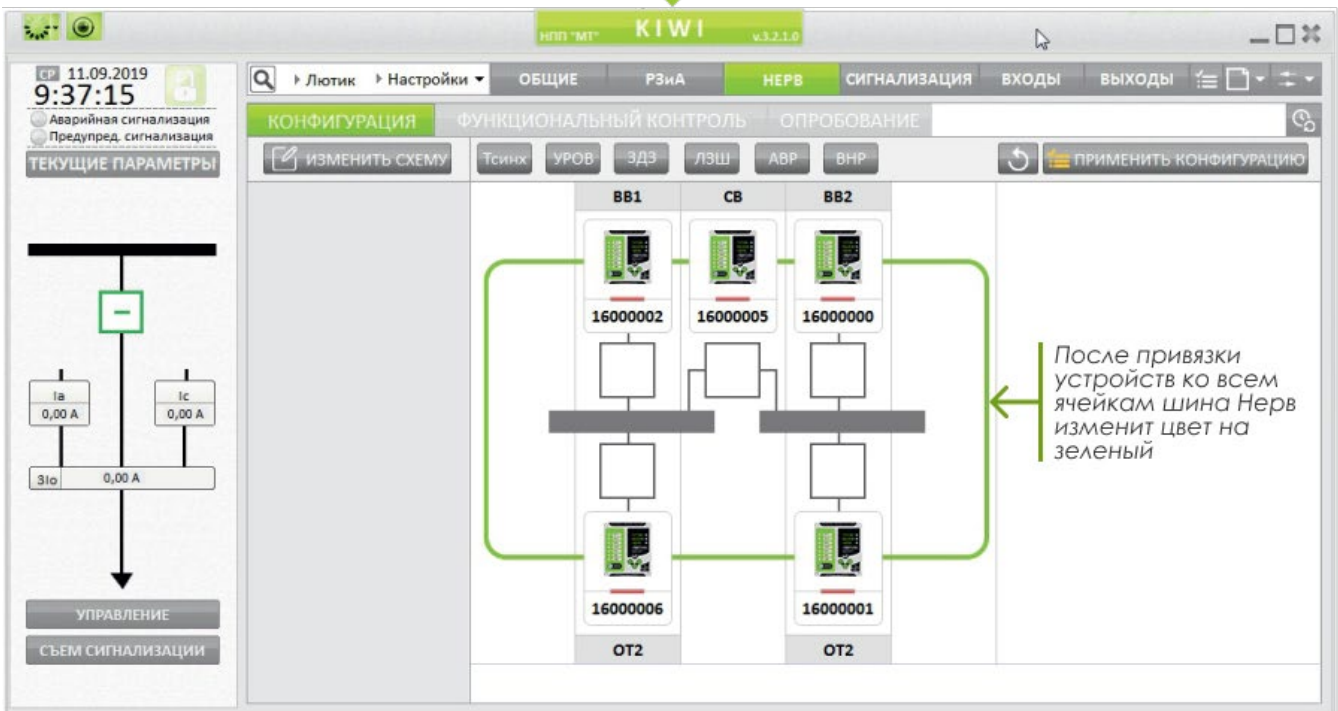 НПП "МТ" KIWI v.3.2.1.0
СР 11.09.2019
9:37:15
Аварийная сигнализация
Предупред. сигнализация
ТЕКУЩИЕ ПАРАМЕТРЫ
Лютик Настройки ОБЩИЕ РЗиА НЕРВ СИГНАЛИЗАЦИЯ ВХОДЫ ВЫХОДЫ
КОНФИГУРАЦИЯ ФУНКЦИОНАЛЬНЫЙ КОНТРОЛЬ ОПРОБОВАНИЕ
ИЗМЕНИТЬ СХЕМУ Тсинх УРОВ ЗДЗ ЛЗШ АВР ВНР ПРИМЕНИТЬ КОНФИГУРАЦИЮ
ВВ1 СВ ВВ2
16000002 16000005 16000000
После привязки
устройств ко всем
ячейкам шина Нерв
изменит цвет на
зеленый
Ia Ic
0,00 А 0,00 А
3Io 0,00 А
16000006 16000001
ОТ2 ОТ2
УПРАВЛЕНИЕ
СЪЕМ СИГНАЛИЗАЦИИ